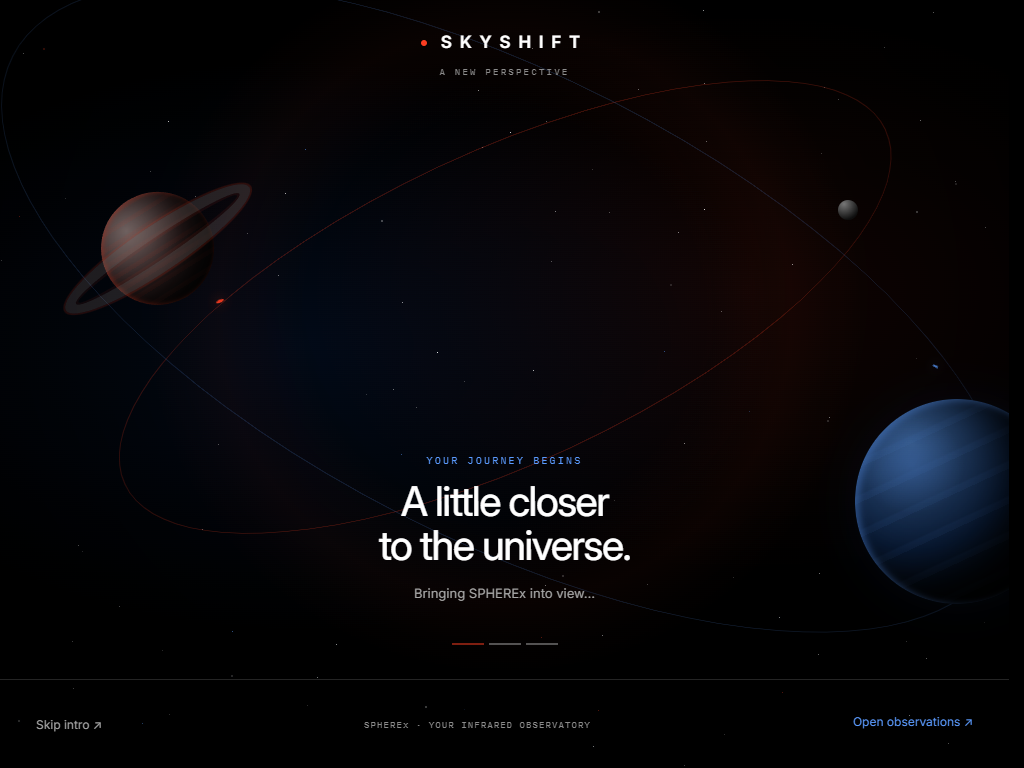 SKYSHIFT
A NEW PERSPECTIVE
YOUR JOURNEY BEGINS
A little closer
to the universe.
Bringing SPHEREx into view...
Skip intro ↗
SPHEREx · YOUR INFRARED OBSERVATORY
Open observations ↗